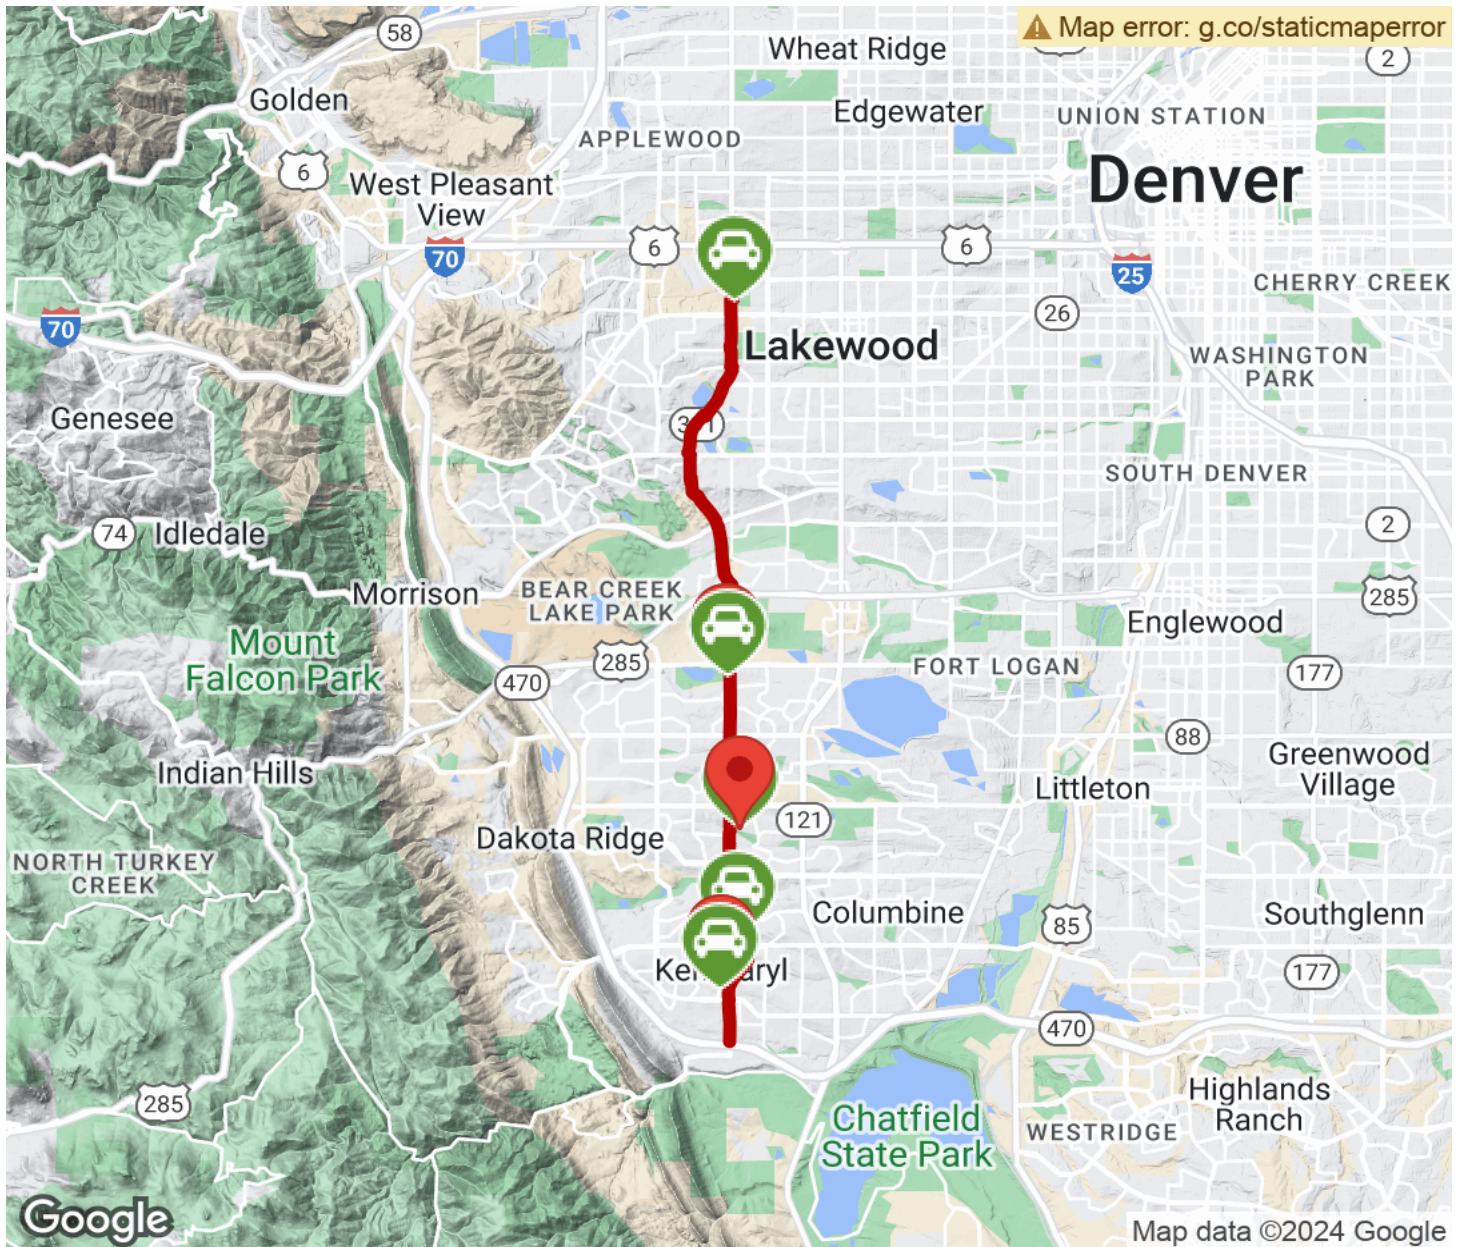 Map error: g.co/staticmaperror
58
Wheat Ridge
2
Golden
Edgewater
UNION STATION
APPLEWOOD
6
West Pleasant
View
Denver
6
6
70
25
CHERRY CREEK
70
26
Lakewood
WASHINGTON
PARK
Genesee
SOUTH DENVER
74
Idledale
2
Morrison
BEAR CREEK
LAKE PARK
285
Englewood
Mount
Falcon Park
285
FORT LOGAN
177
470
88
Indian Hills
Greenwood
Village
Littleton
121
Dakota Ridge
NORTH TURKEY
CREEK
Columbine
85
Southglenn
177
470
285
Highlands
Ranch
Chatfield
State Park
WESTRIDGE
Google
Map data ©2024 Google